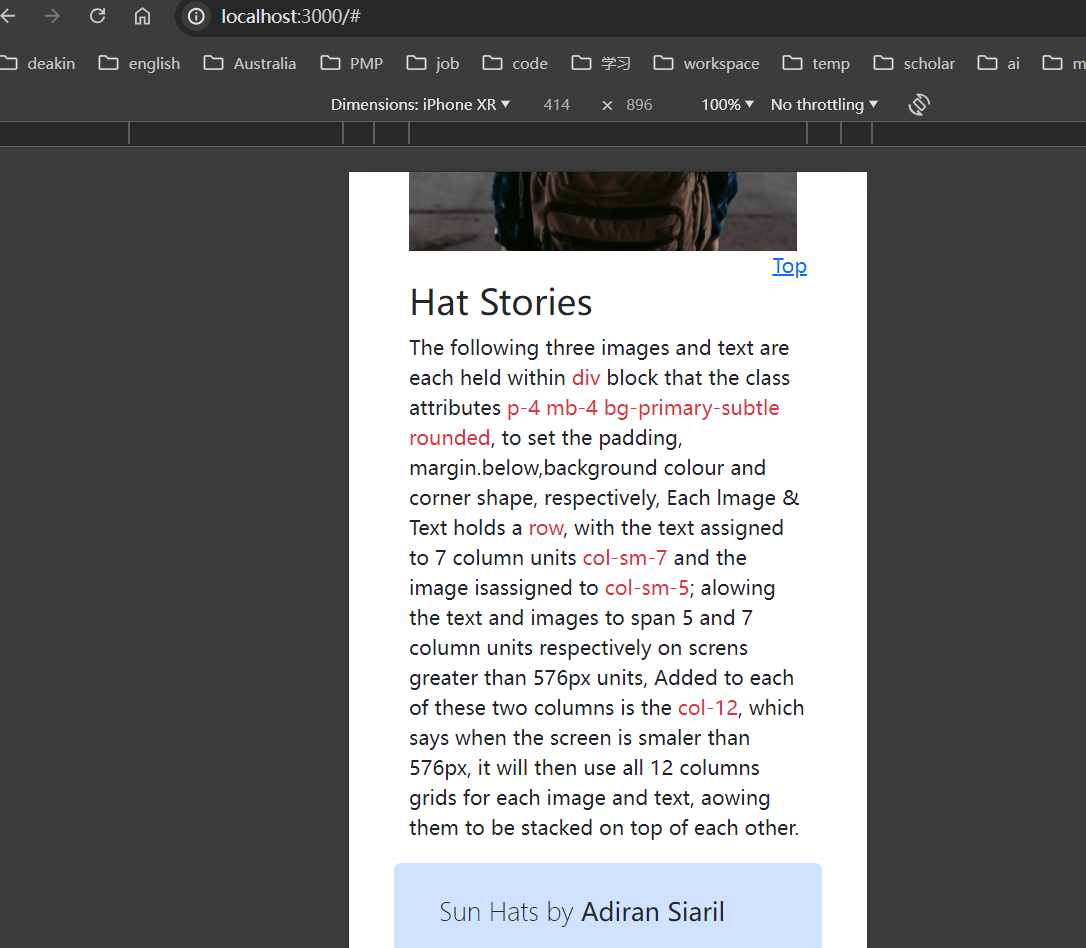 localhost:3000/#
deakin english Australia PMP job code 学习 workspace temp scholar ai m
Dimensions: iPhone XR ▼ 414 × 896 100% ▼ No throttling ▼
Top
Hat Stories
The following three images and text are
each held within div block that the class
attributes p-4 mb-4 bg-primary-subtle
rounded, to set the padding,
margin.below,background colour and
corner shape, respectively, Each lmage &
Text holds a row, with the text assigned
to 7 column units col-sm-7 and the
image isassigned to col-sm-5; alowing
the text and images to span 5 and 7
column units respectively on screns
greater than 576px units, Added to each
of these two columns is the col-12, which
says when the screen is smaler than
576px, it will then use all 12 columns
grids for each image and text, aowing
them to be stacked on top of each other.
Sun Hats by Adiran Siaril